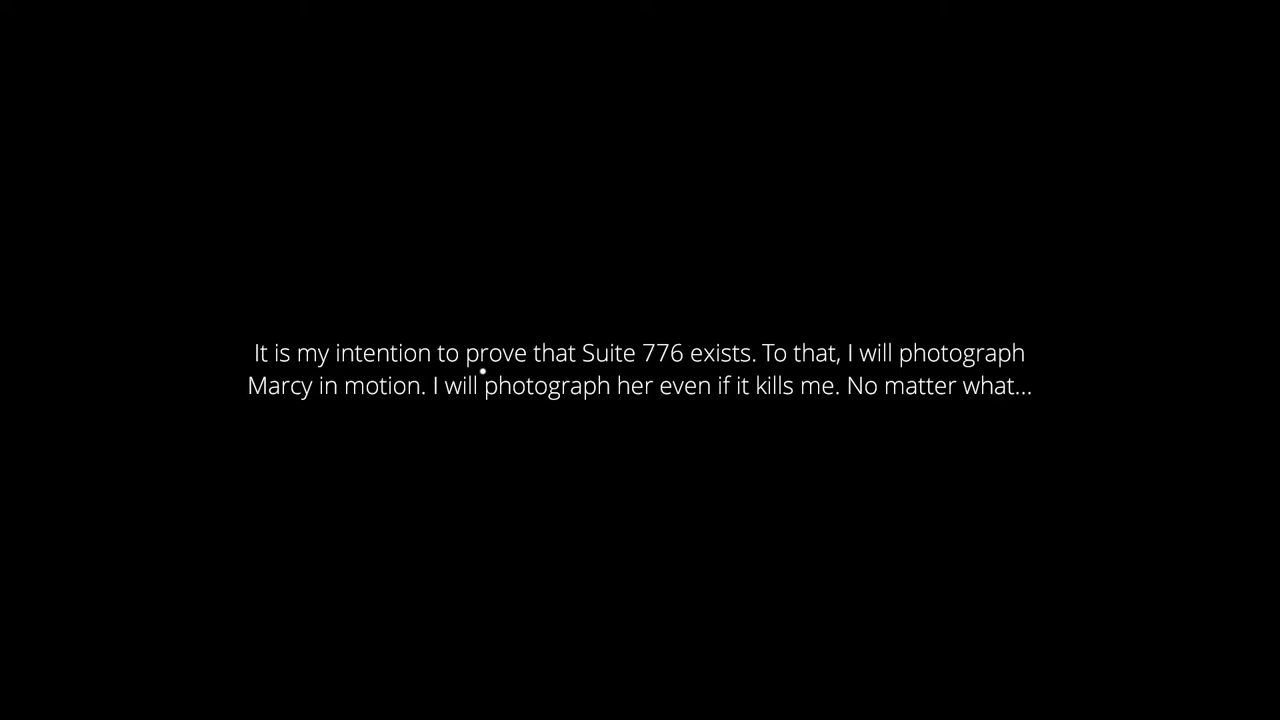 It is my intention to prove that Suite 776 exists. To that, I will photograph
Marcy in motion. I will photograph her even if it kills me. No matter what...